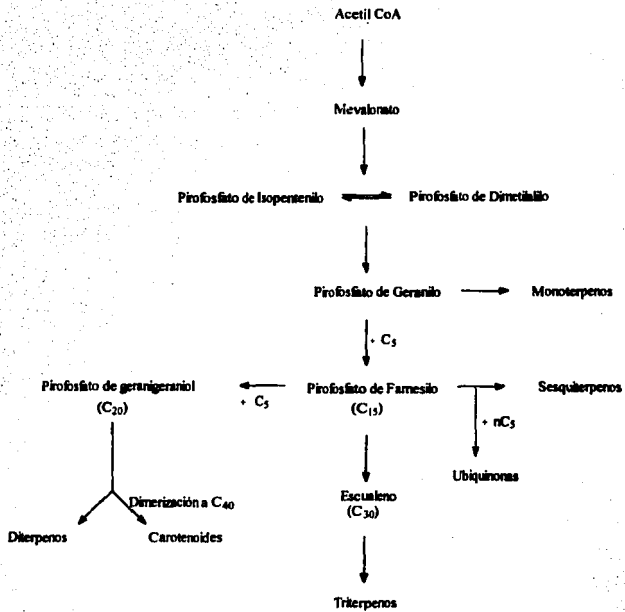 Acetil CoA
Mevalonato
Pirofosfato de Isopentenilo
Pirofosfato de Dimetilalilo
Pirofosfato de Geranilo
Monoterpenos
+ C₅
Pirofosfato de geranigeraniol
(C₂₀)
+ C₅
Pirofosfato de Farnesilo
(C₁₅)
Sesquiterpenos
+ nC₅
Ubiquinonas
Escualeno
(C₃₀)
Dimerización a C₄₀
Diterpenos
Carotenoides
Triterpenos